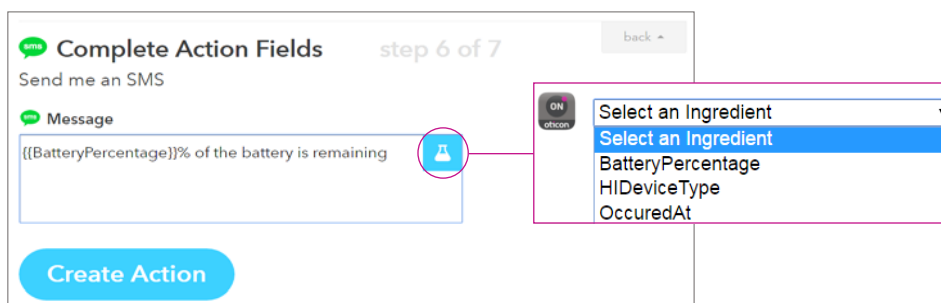 sms Complete Action Fields step 6 of 7 back
Send me an SMS
sms Message
{{BatteryPercentage}}% of the battery is remaining
Create Action
ON
oticon
Select an Ingredient
Select an Ingredient
BatteryPercentage
HIDeviceType
OccuredAt